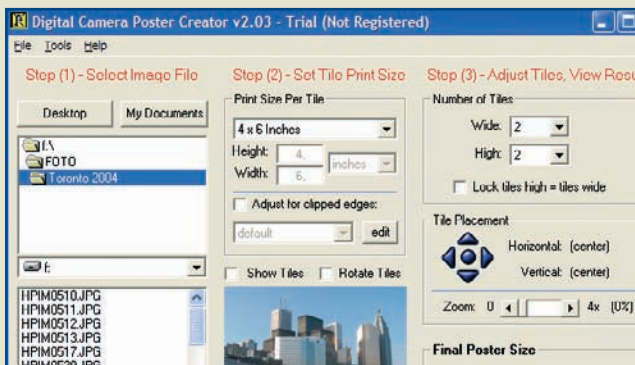 Digital Camera Poster Creator v2.03 - Trial (Not Registered)
File Tools Help
Step (1) - Select Image File
Desktop
My Documents
f:\
FOTO
Toronto 2004
f:
HPIM0510.JPG
HPIM0511.JPG
HPIM0512.JPG
HPIM0513.JPG
HPIM0517.JPG
Step (2) - Set Tile Print Size
Print Size Per Tile
4 x 6 Inches
Height: 4.
Width: 6.
inches
Adjust for clipped edges:
default
edit
Show Tiles
Rotate Tiles
Step (3) - Adjust Tiles, View
Number of Tiles
Wide: 2
High: 2
Lock tiles high = tiles wide
Tile Placement
Horizontal: (center)
Vertical: (center)
Zoom: 0 4x (0%)
Final Poster Size